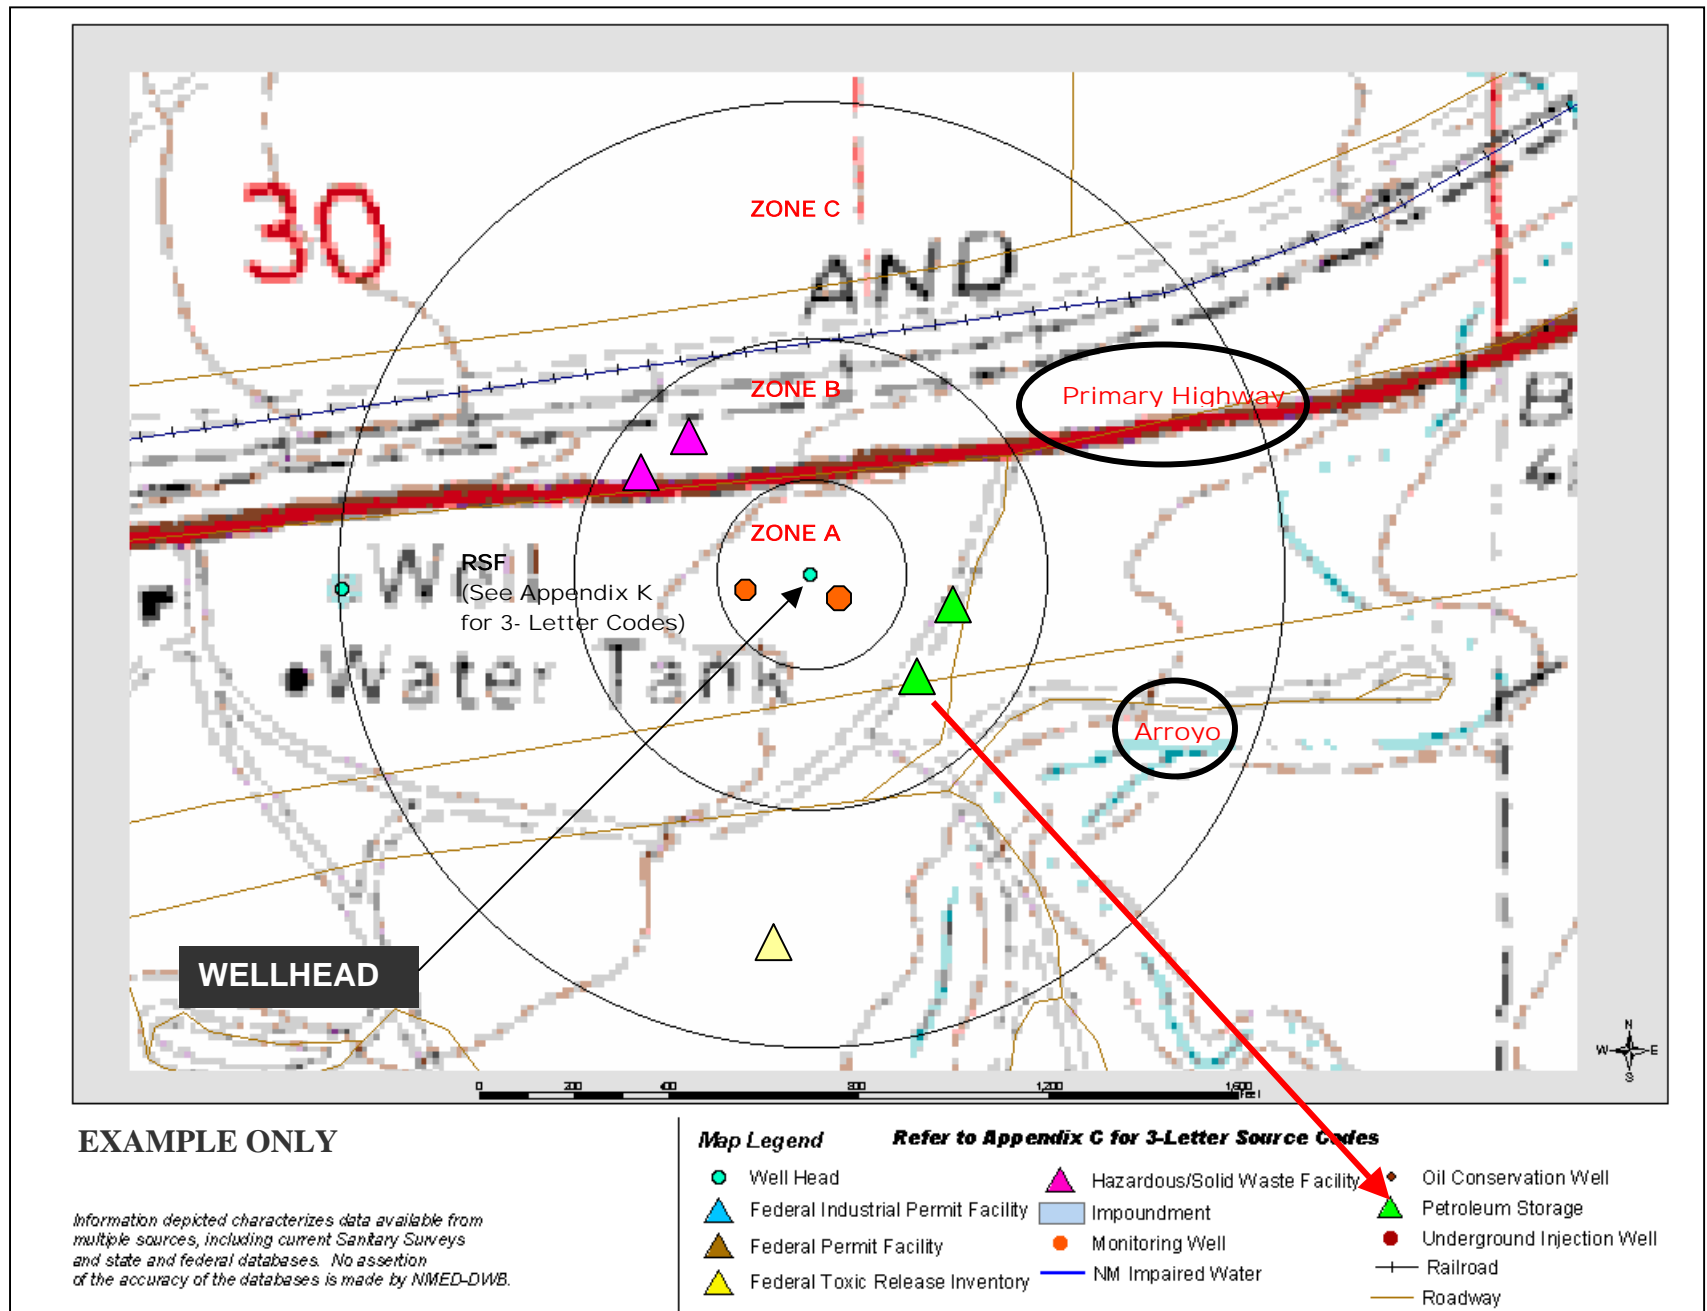 30
ZONE C
AND
ZONE B
Primary Highway
ZONE A
Well
RSF
(See Appendix K
for 3- Letter Codes)
Water Tank
Arroyo
WELLHEAD
N
W E
S
0 200 400 800 1,200 1,600
Feet
EXAMPLE ONLY
Information depicted characterizes data available from
multiple sources, including current Sanitary Surveys
and state and federal databases. No assertion
of the accuracy of the databases is made by NMED-DWB.
Map Legend
Refer to Appendix C for 3-Letter Source Codes
Well Head
Federal Industrial Permit Facility
Federal Permit Facility
Federal Toxic Release Inventory
Hazardous/Solid Waste Facility
Impoundment
Monitoring Well
NM Impaired Water
Oil Conservation Well
Petroleum Storage
Underground Injection Well
Railroad
Roadway